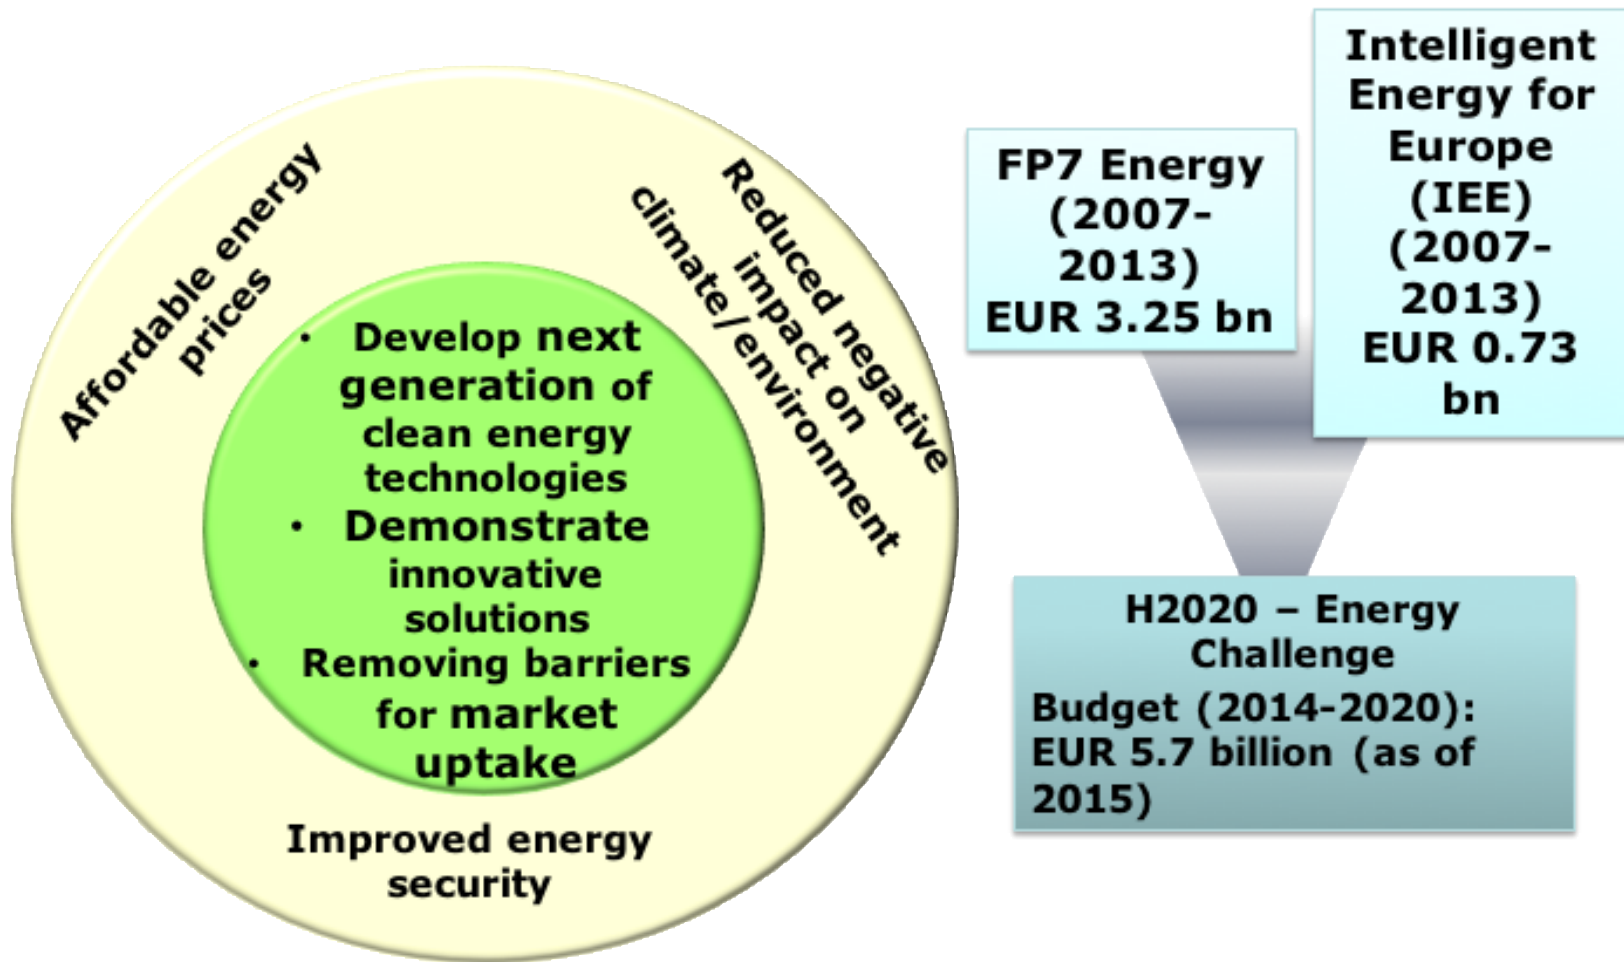 Affordable energy
prices
Reduced negative
impact on
climate/environment
• Develop next
generation of
clean energy
technologies
• Demonstrate
innovative
solutions
• Removing barriers
for market
uptake
Improved energy
security
FP7 Energy
(2007-
2013)
EUR 3.25 bn
Intelligent
Energy for
Europe
(IEE)
(2007-
2013)
EUR 0.73
bn
H2020 – Energy
Challenge
Budget (2014-2020):
EUR 5.7 billion (as of
2015)